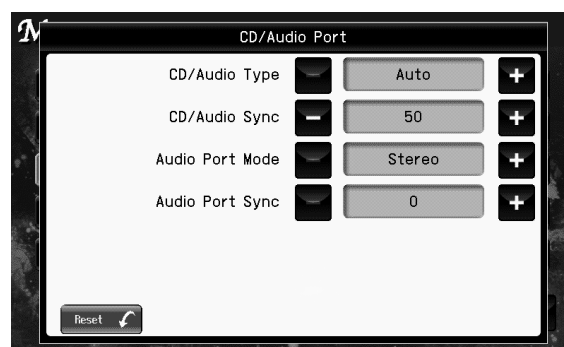 M
CD/Audio Port
CD/Audio Type - Auto +
CD/Audio Sync - 50 +
Audio Port Mode - Stereo +
Audio Port Sync - 0 +
Reset